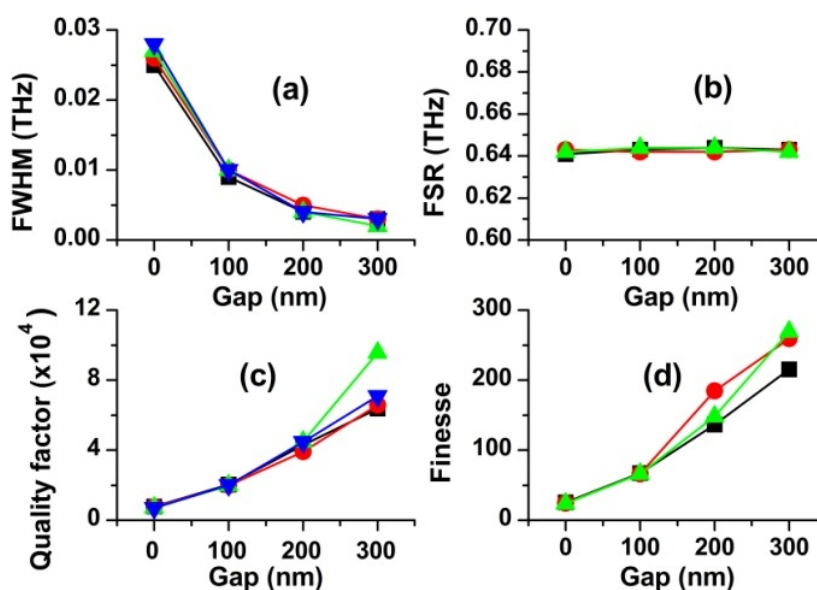 0.03
0.02
0.01
0.00
FWHM (THz)
(a)
0 100 200 300
Gap (nm)
0.70
0.68
0.66
0.64
0.62
0.60
FSR (THz)
(b)
0 100 200 300
Gap (nm)
12
8
4
0
Quality factor (x10⁴)
(c)
0 100 200 300
Gap (nm)
300
200
100
0
Finesse
(d)
0 100 200 300
Gap (nm)